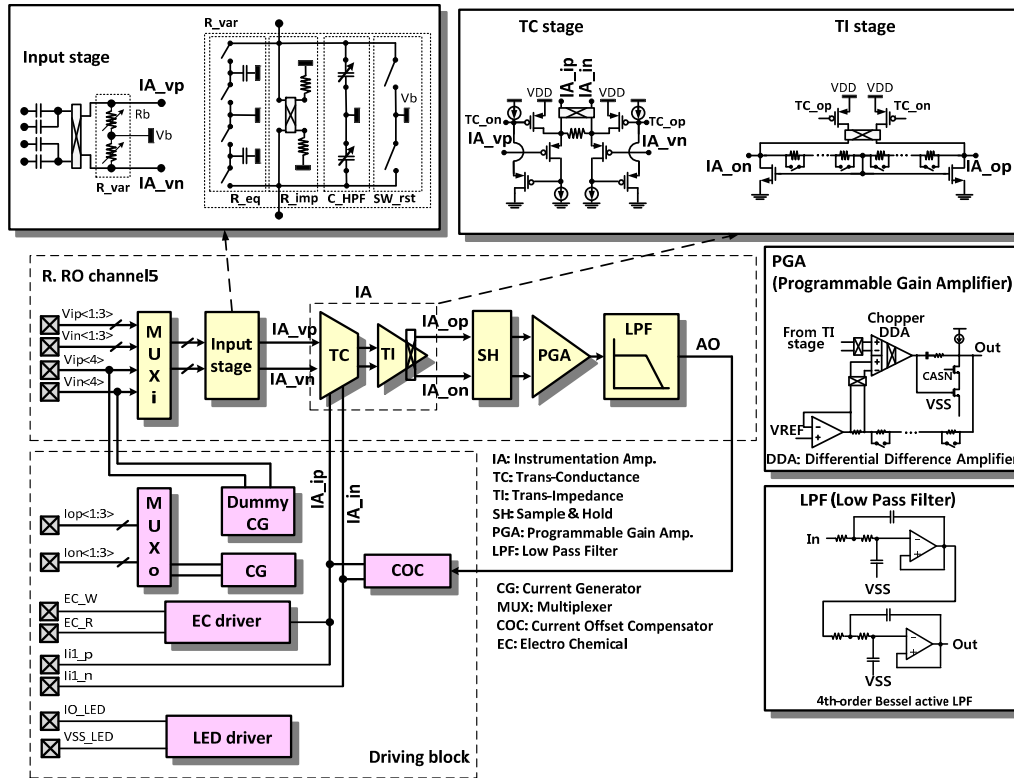 Input stage
IA_vp
Rb
Vb
R_var
IA_vn
R_var
Vb
R_eq
R_imp
C_HPF
SW_rst
TC stage
IA_ip
IA_in
VDD
VDD
TC_on
TC_op
IA_vp
IA_vn
TI stage
VDD
VDD
TC_op
TC_on
IA_on
IA_op
R. RO channel5
Vip<1:3>
Vin<1:3>
Vip<4>
Vin<4>
MUXi
Input stage
IA_vp
IA_vn
IA
TC
TI
IA_op
IA_on
SH
PGA
LPF
AO
PGA
(Programmable Gain Amplifier)
Chopper
DDA
From TI
stage
Out
CASN
VSS
VREF
DDA: Differential Difference Amplifier
IA: Instrumentation Amp.
TC: Trans-Conductance
TI: Trans-Impedance
SH: Sample & Hold
PGA: Programmable Gain Amp.
LPF: Low Pass Filter
CG: Current Generator
MUX: Multiplexer
COC: Current Offset Compensator
EC: Electro Chemical
IA_ip
IA_in
Iop<1:3>
Ion<1:3>
MUXo
Dummy
CG
CG
COC
EC_W
EC_R
EC driver
Ii1_p
Ii1_n
IO_LED
VSS_LED
LED driver
Driving block
LPF (Low Pass Filter)
In
VSS
VSS
Out
4th-order Bessel active LPF